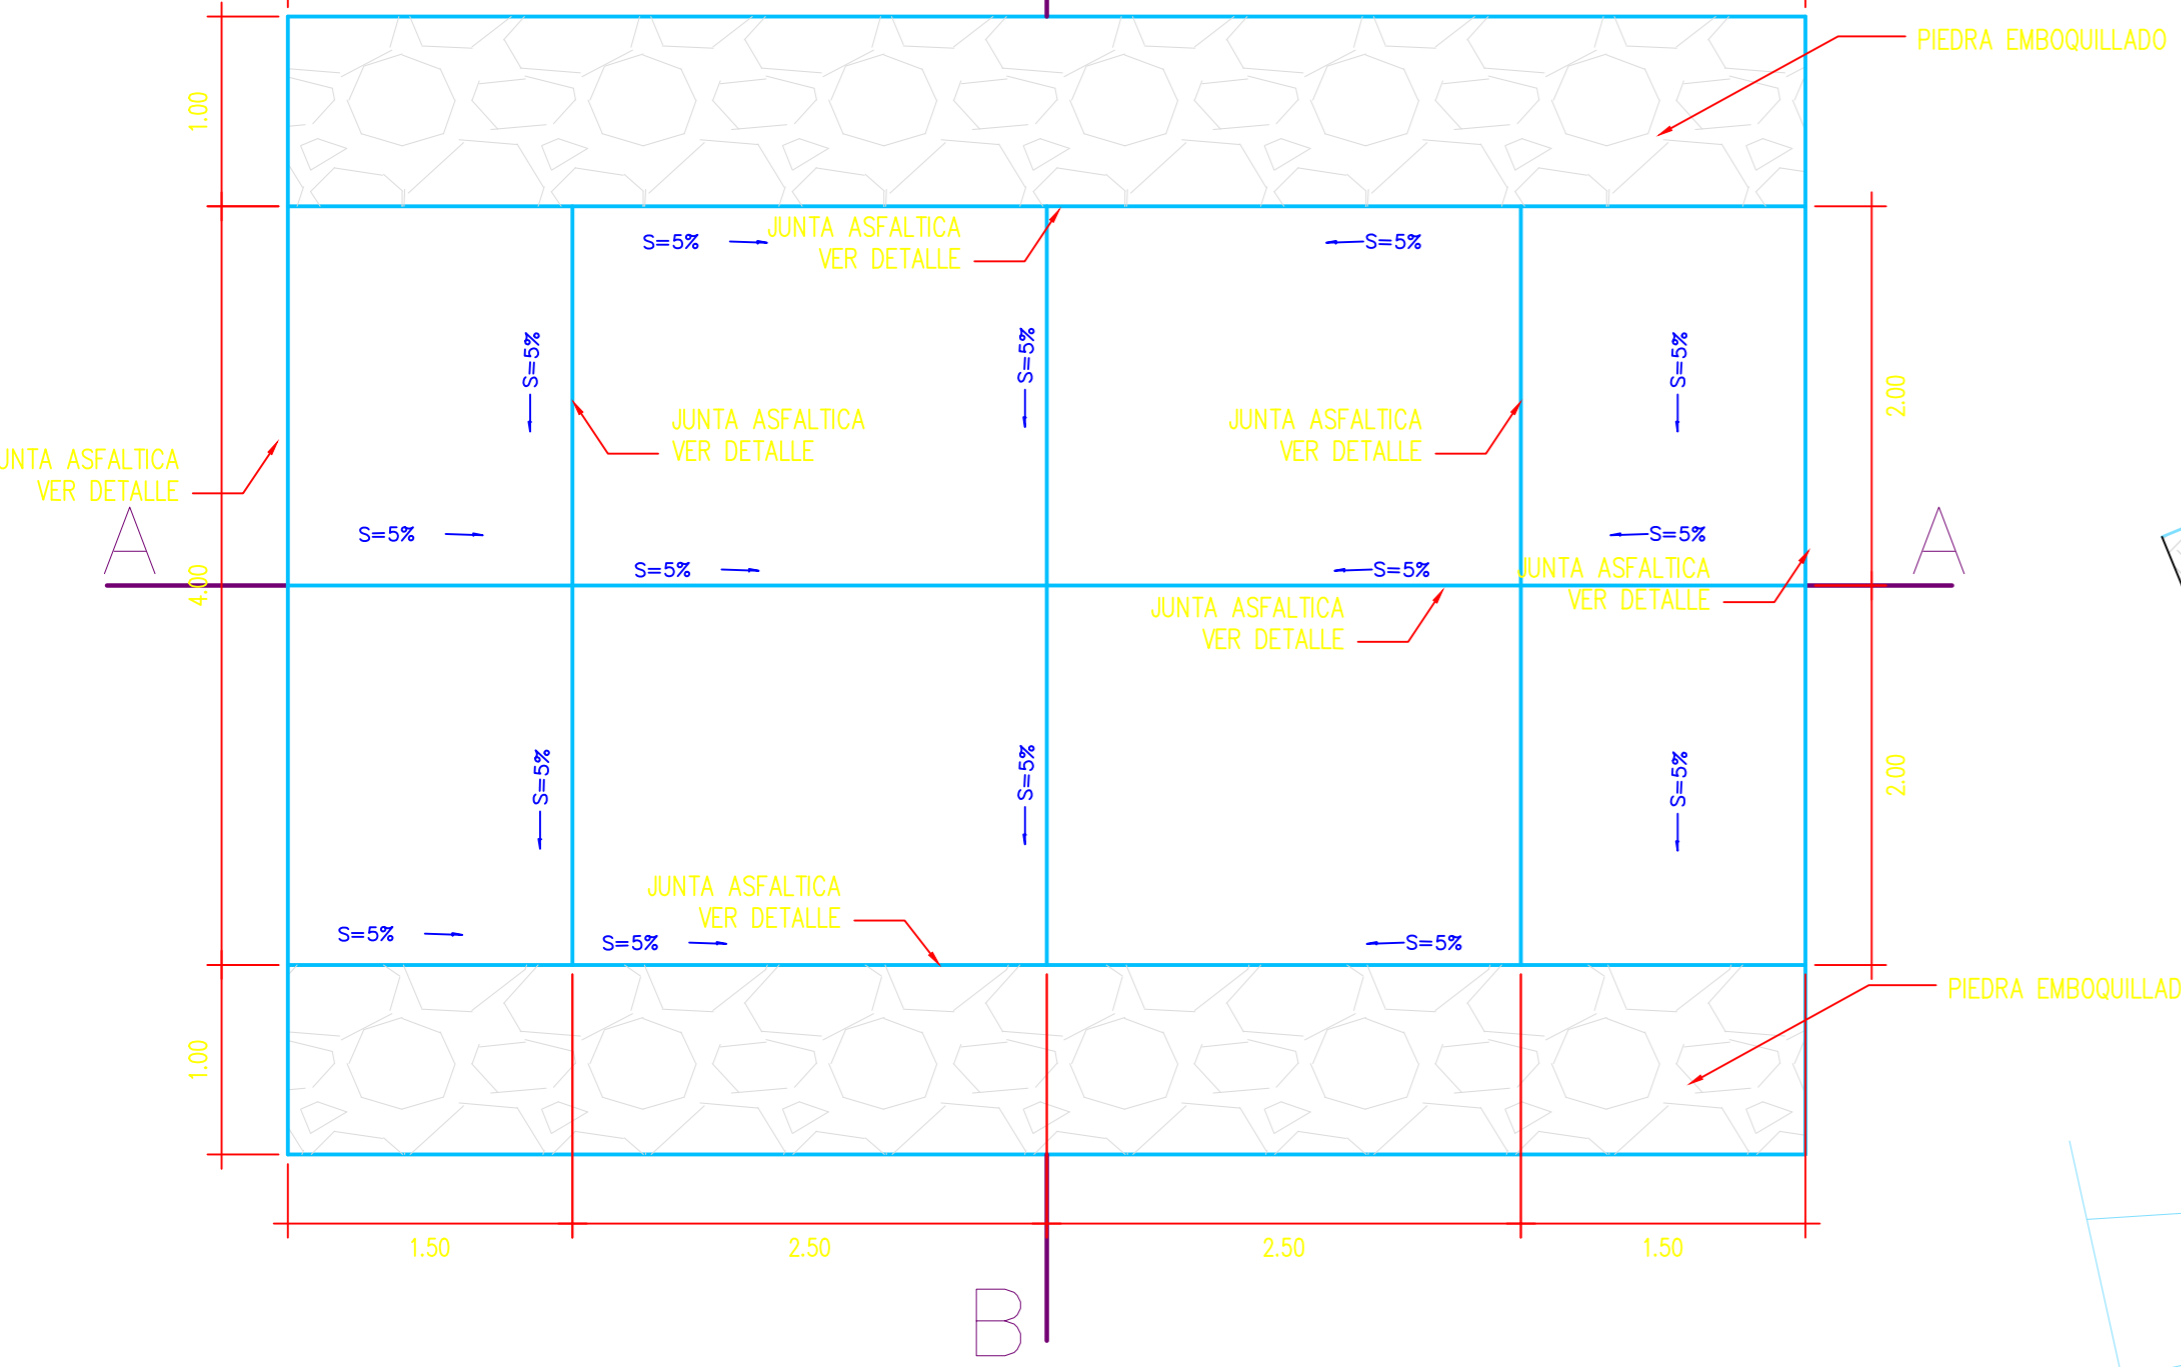 PIEDRA EMBOQUILLADO
1.00
JUNTA ASFALTICA
VER DETALLE
S=5%
S=5%
S=5%
S=5%
S=5%
2.00
JUNTA ASFALTICA
VER DETALLE
JUNTA ASFALTICA
VER DETALLE
UNTA ASFALTICA
VER DETALLE
A
A
S=5%
S=5%
S=5%
S=5%
4.00
JUNTA ASFALTICA
VER DETALLE
JUNTA ASFALTICA
VER DETALLE
S=5%
S=5%
S=5%
2.00
JUNTA ASFALTICA
VER DETALLE
S=5%
S=5%
S=5%
PIEDRA EMBOQUILLAD
1.00
1.50
2.50
2.50
1.50
B